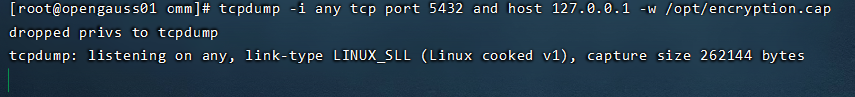 [root@opengauss01 omm]# tcpdump -i any tcp port 5432 and host 127.0.0.1 -w /opt/encryption.cap
dropped privs to tcpdump
tcpdump: listening on any, link-type LINUX_SLL (Linux cooked v1), capture size 262144 bytes